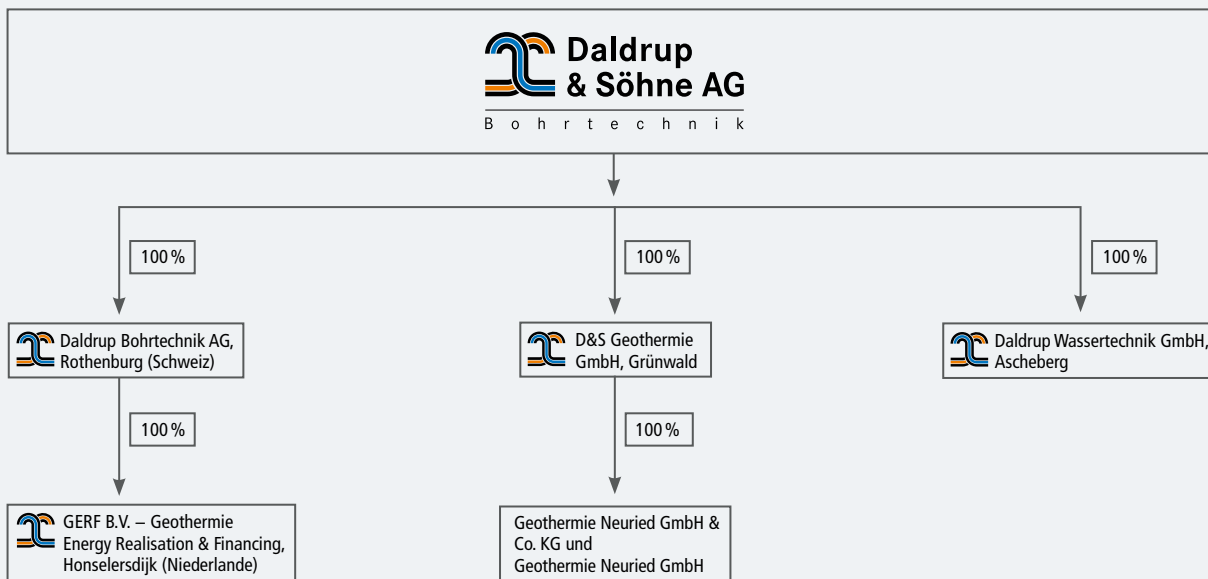 Daldrup
& Söhne AG
Bohrtechnik
100 %
100 %
100 %
Daldrup Bohrtechnik AG,
Rothenburg (Schweiz)
D&S Geothermie
GmbH, Grünwald
Daldrup Wassertechnik GmbH,
Ascheberg
100 %
100 %
GERF B.V. – Geothermie
Energy Realisation & Financing,
Honselersdijk (Niederlande)
Geothermie Neuried GmbH &
Co. KG und
Geothermie Neuried GmbH